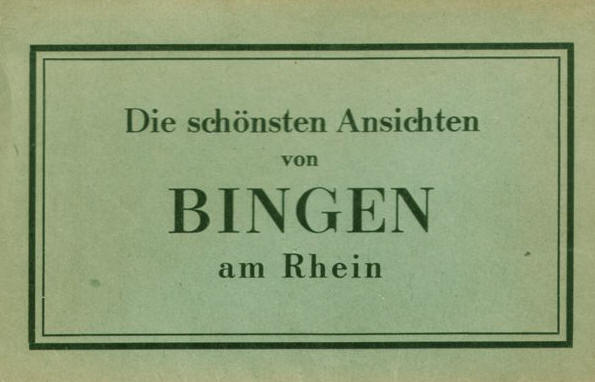 Die schönsten Ansichten
von
BINGEN
am Rhein